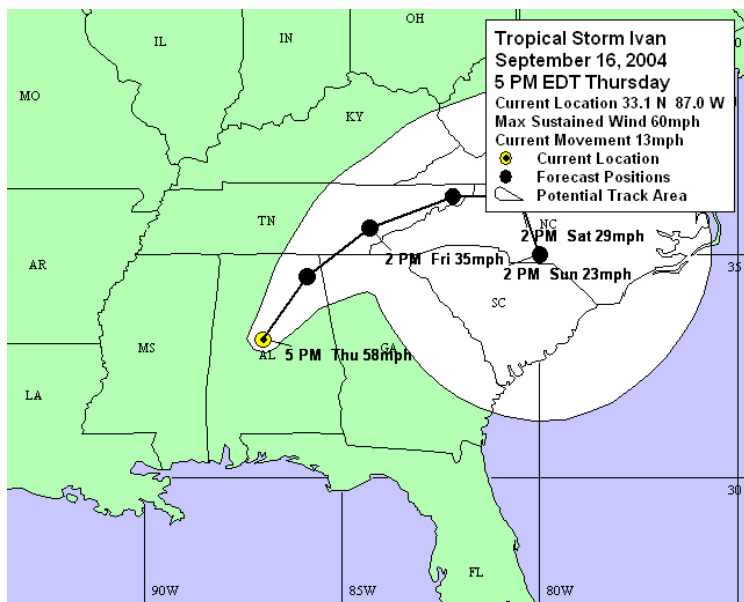 Tropical Storm Ivan
September 16, 2004
5 PM EDT Thursday
Current Location 33.1 N 87.0 W
Max Sustained Wind 60mph
Current Movement 13mph
Current Location
Forecast Positions
Potential Track Area
OH
IL
IN
MO
KY
TN
NC
2 PM Sat 29mph
AR
2 PM Fri 35mph
35
2 PM Sun 23mph
SC
MS
AL
5 PM Thu 58mph
GA
LA
30
FL
90W
85W
80W